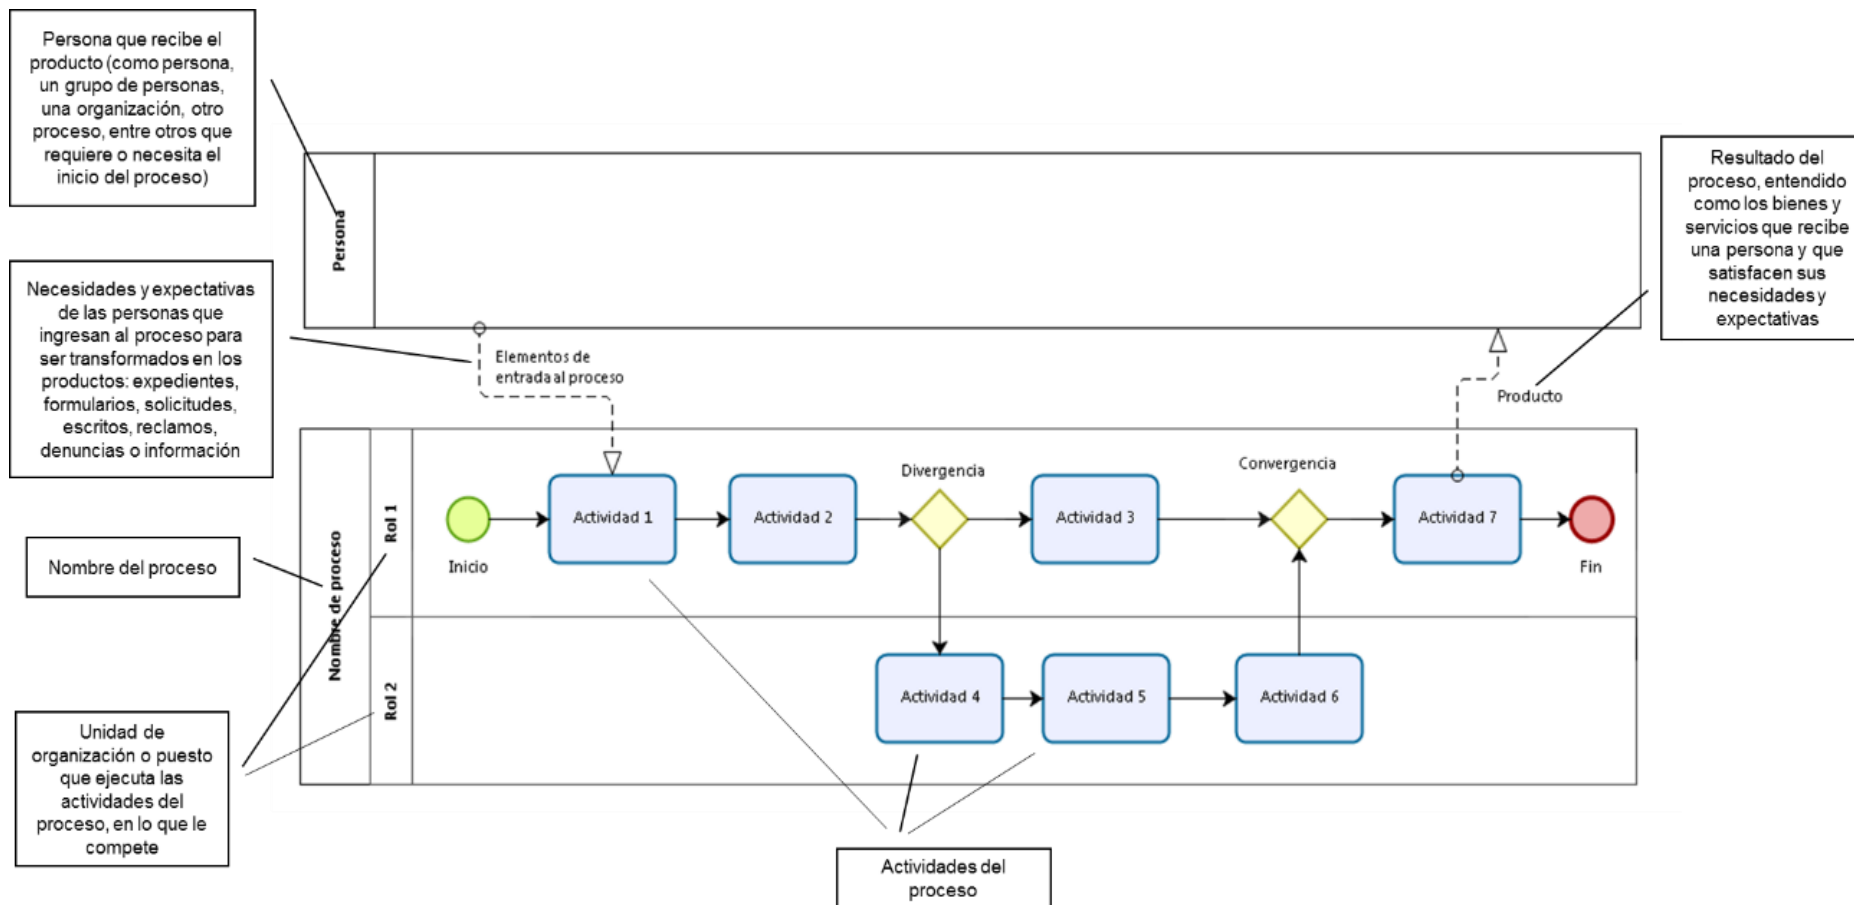 Persona que recibe el
producto (como persona,
un grupo de personas,
una organización, otro
proceso, entre otros que
requiere o necesita el
inicio del proceso)
Persona
Resultado del
proceso, entendido
como los bienes y
servicios que recibe
una persona y que
satisfacen sus
necesidades y
expectativas
Necesidades y expectativas
de las personas que
ingresan al proceso para
ser transformados en los
productos: expedientes,
formularios, solicitudes,
escritos, reclamos,
denuncias o información
Elementos de
entrada al proceso
Producto
Nombre del proceso
Nombre de proceso
Rol 1
Inicio
Actividad 1
Actividad 2
Divergencia
Actividad 3
Convergencia
Actividad 7
Fin
Rol 2
Actividad 4
Actividad 5
Actividad 6
Unidad de
organización o puesto
que ejecuta las
actividades del
proceso, en lo que le
compete
Actividades del
proceso